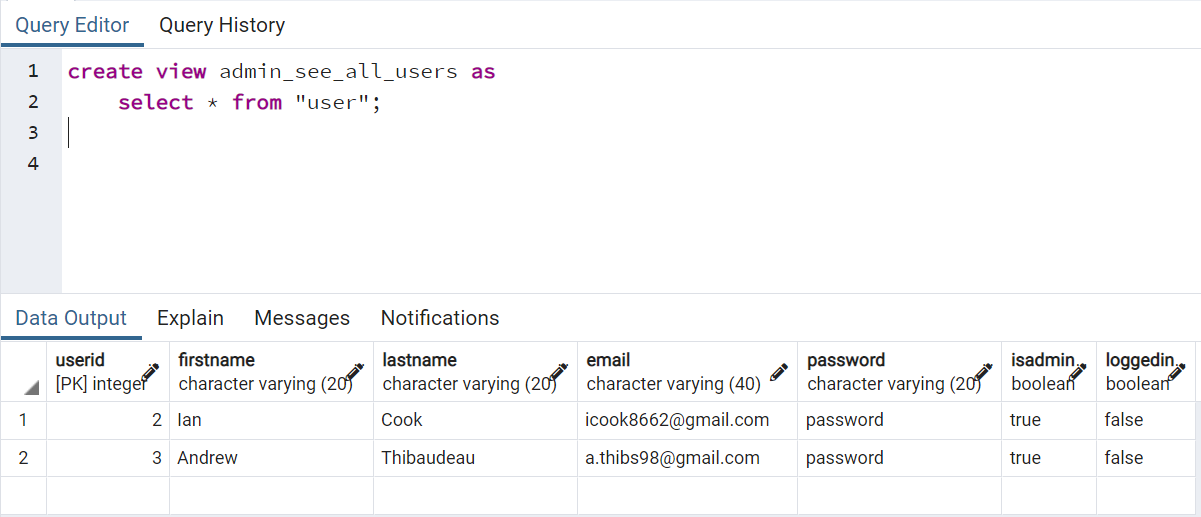 Query Editor Query History
1 create view admin_see_all_users as
2 select * from "user";
3
4
Data Output Explain Messages Notifications
userid firstname lastname email password isadmin loggedin
[PK] integer character varying (20) character varying (20) character varying (40) character varying (20) boolean boolean
1 2 Ian Cook icook8662@gmail.com password true false
2 3 Andrew Thibaudeau a.thibs98@gmail.com password true false